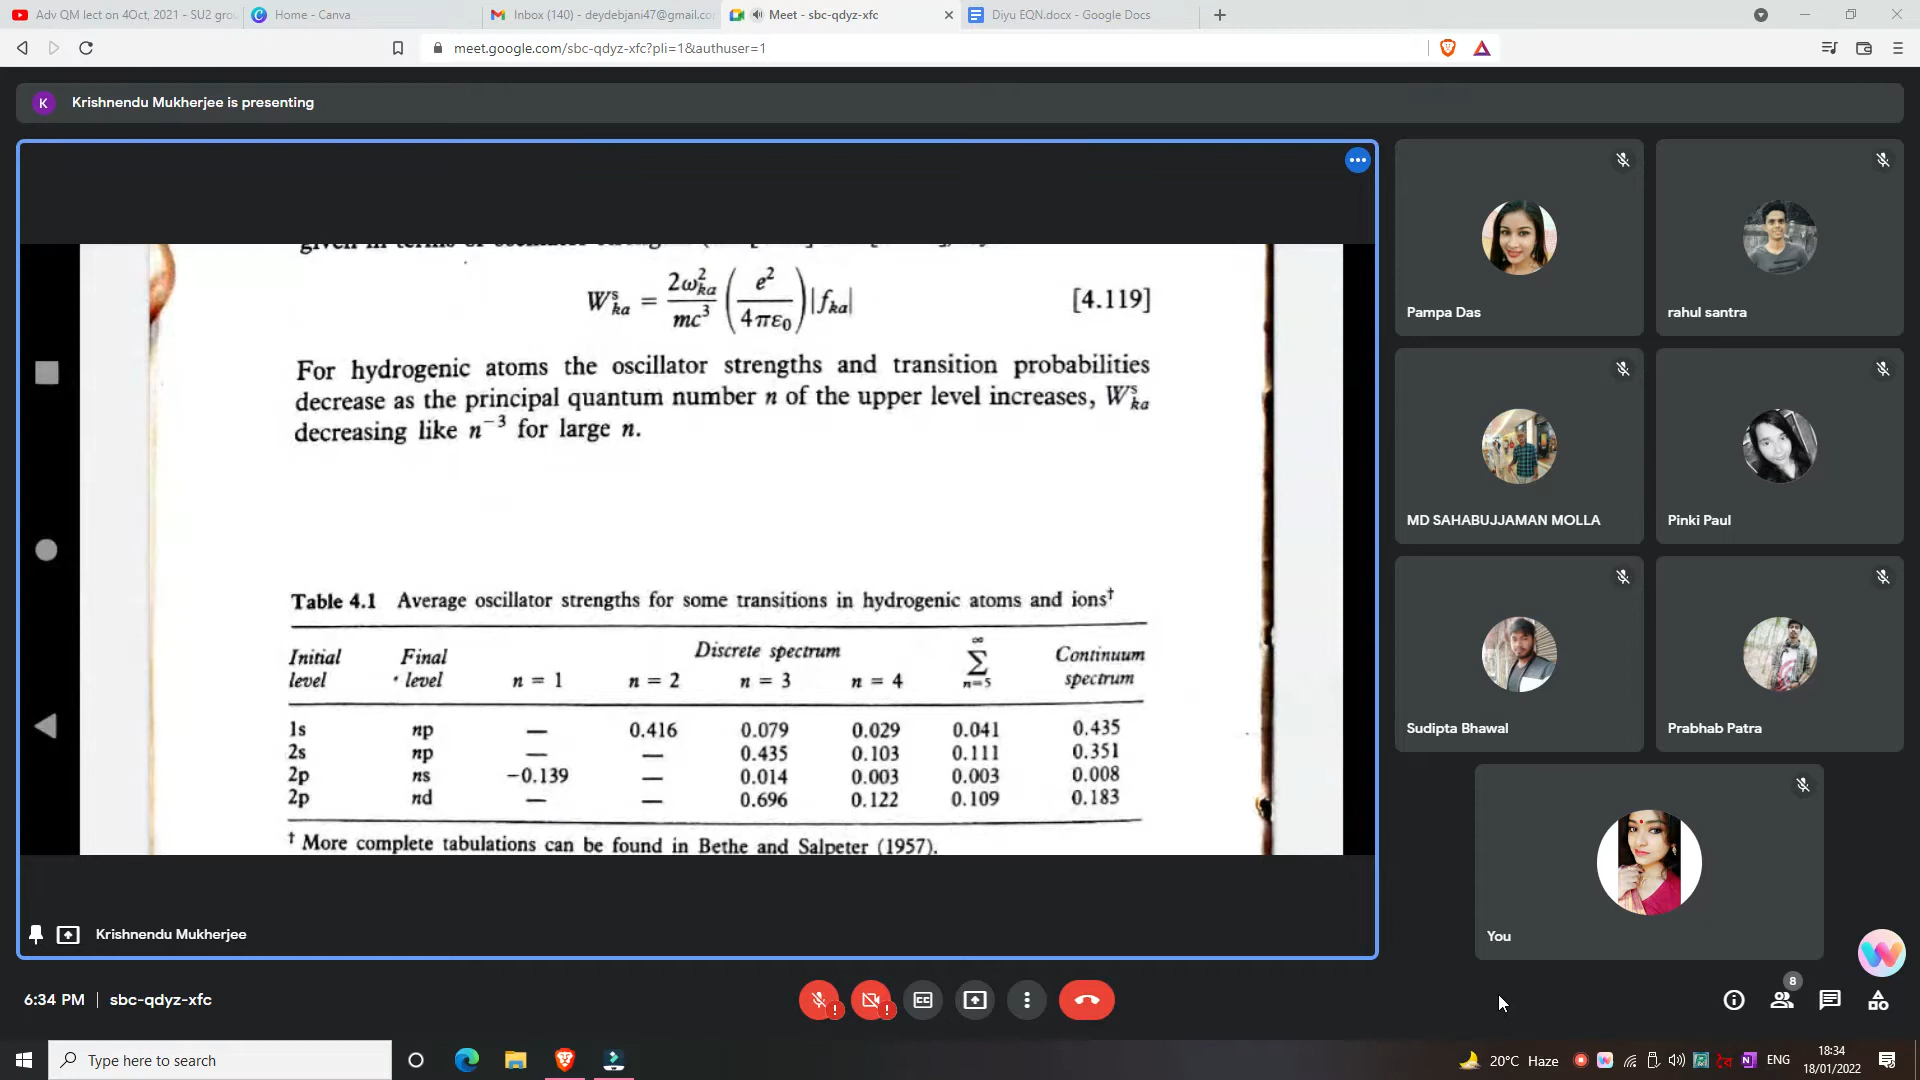 Adv QM lect on 4Oct, 2021 - SU2 grou
Home - Canva
Inbox (140) - deydebjani47@gmail.co
Meet - sbc-qdyz-xfc
Diyu EQN.docx - Google Docs
meet.google.com/sbc-qdyz-xfc?pli=1&authuser=1
K
Krishnendu Mukherjee is presenting
given in terms of oscillator
W^s_ka = 2ω²_ka / mc³ (e² / 4πε₀) |f_ka| [4.119]
For hydrogenic atoms the oscillator strengths and transition probabilities
decrease as the principal quantum number n of the upper level increases, W^s_ka
decreasing like n⁻³ for large n.
Table 4.1 Average oscillator strengths for some transitions in hydrogenic atoms and ions†
Discrete spectrum
Initial level Final level n = 1 n = 2 n = 3 n = 4 ∞ Σ n=5 Continuum spectrum
1s np — 0.416 0.079 0.029 0.041 0.435
2s np — — 0.435 0.103 0.111 0.351
2p ns −0.139 — 0.014 0.003 0.003 0.008
2p nd — — 0.696 0.122 0.109 0.183
† More complete tabulations can be found in Bethe and Salpeter (1957).
Krishnendu Mukherjee
Pampa Das
rahul santra
MD SAHABUJJAMAN MOLLA
Pinki Paul
Sudipta Bhawal
Prabhab Patra
You
6:34 PM | sbc-qdyz-xfc
8
Type here to search
20°C Haze
ENG
18:34
18/01/2022